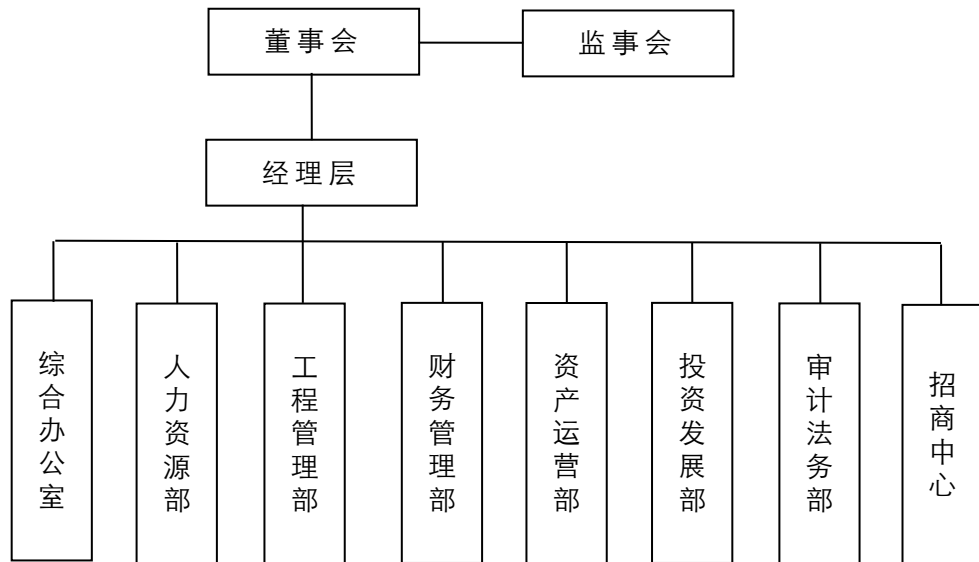 董事会
监事会
经理层
综合办公室
人力资源部
工程管理部
财务管理部
资产运营部
投资发展部
审计法务部
招商中心